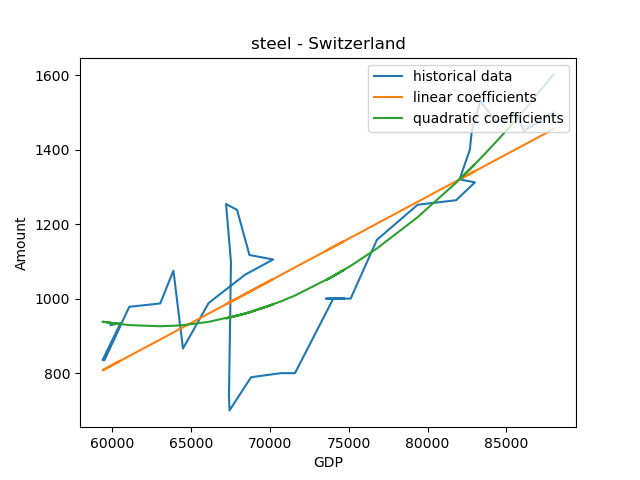 steel - Switzerland
historical data
linear coefficients
quadratic coefficients
1600
1400
1200
1000
800
Amount
60000 65000 70000 75000 80000 85000
GDP